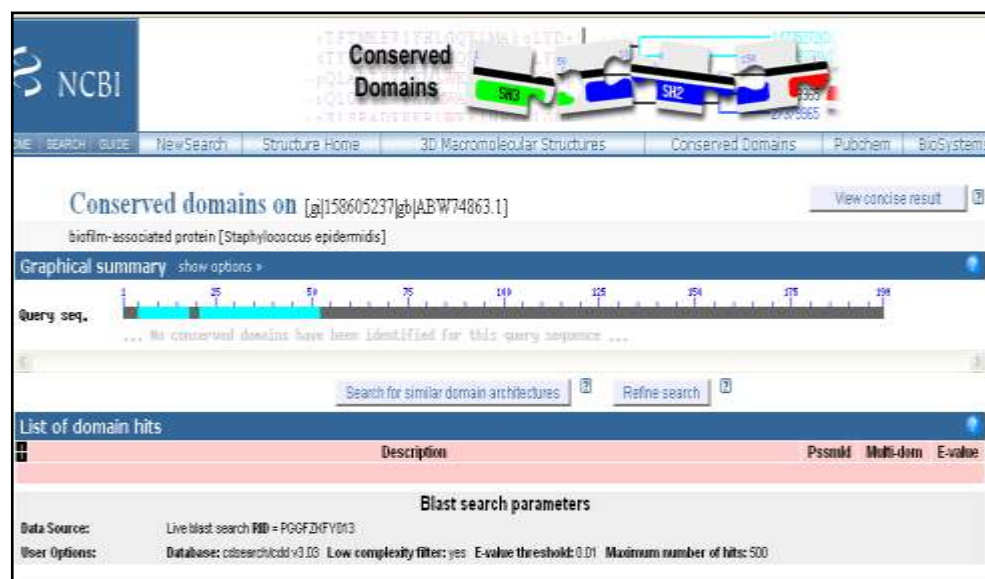 NCBI
Conserved
Domains
SH3
SH2
SEARCH GUIDE NewSearch Structure Home 3D Macromolecular Structures Conserved Domains Pubchem BioSystems
Conserved domains on [gi|158605237|gb|ABW74863.1]
View concise result
biofilm-associated protein [Staphylococcus epidermidis]
Graphical summary show options »
1 25 50 75 125 175
Query seq.
... No conserved domains have been identified for this query sequence ...
Search for similar domain architectures Refine search
List of domain hits
Description PssmId Multi-dom E-value
Blast search parameters
Data Source: Live blast search RID =
User Options: Database: cdsearch/cdd v3.03 Low complexity filter: yes E-value threshold: 0.01 Maximum number of hits: 500